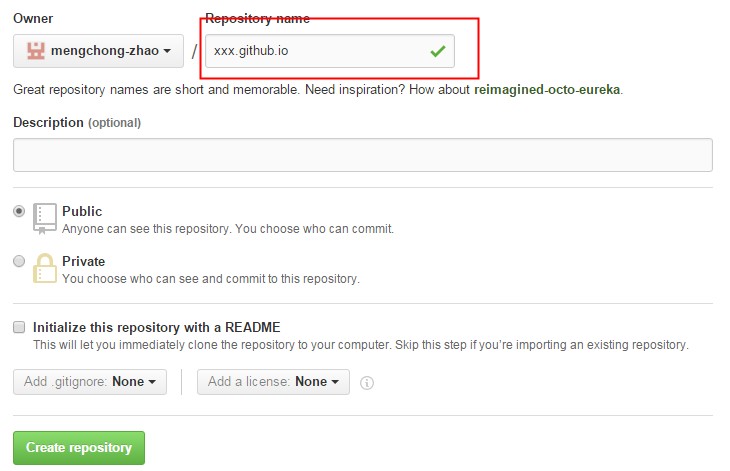 Owner
Repository name
mengchong-zhao / xxx.github.io
Great repository names are short and memorable. Need inspiration? How about reimagined-octo-eureka.
Description (optional)
Public
Anyone can see this repository. You choose who can commit.
Private
You choose who can see and commit to this repository.
Initialize this repository with a README
This will let you immediately clone the repository to your computer. Skip this step if you’re importing an existing repository.
Add .gitignore: None
Add a license: None
Create repository